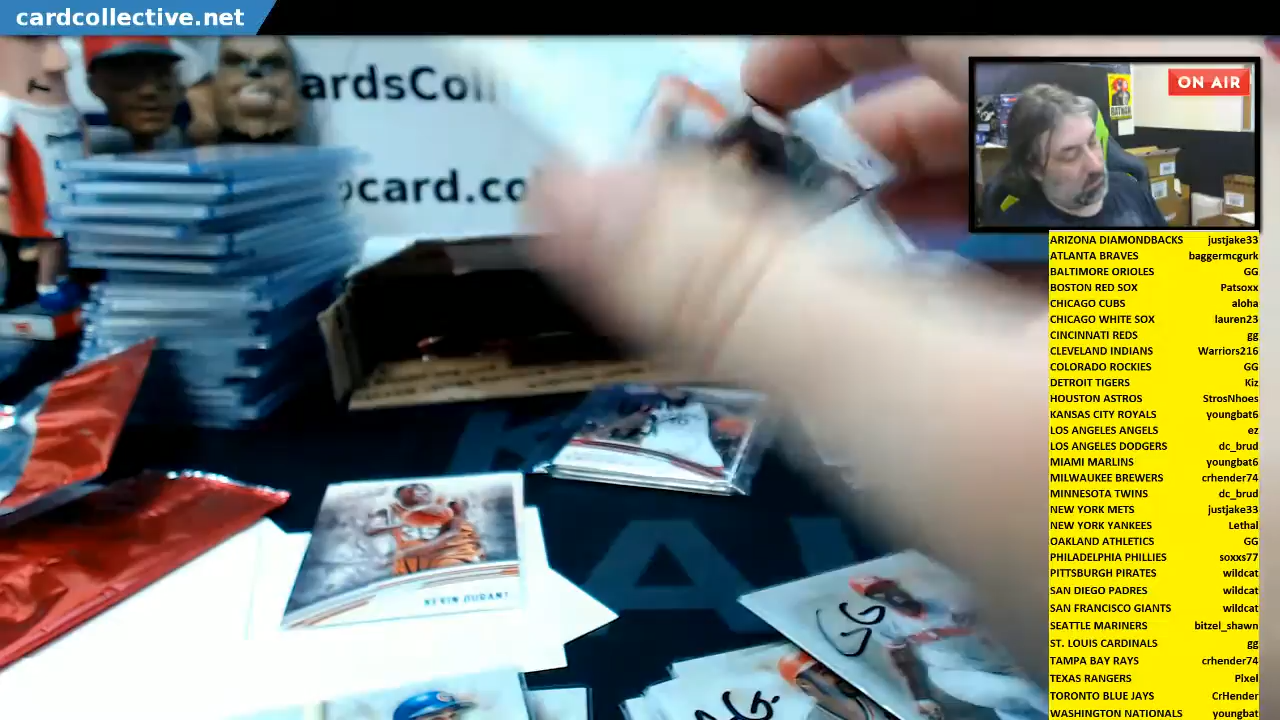 cardcollective.net
ardsColl
ocard.co
ON AIR
ARIZONA DIAMONDBACKS justjake33
ATLANTA BRAVES baggermcgurk
BALTIMORE ORIOLES GG
BOSTON RED SOX Patsoxx
CHICAGO CUBS aloha
CHICAGO WHITE SOX lauren23
CINCINNATI REDS gg
CLEVELAND INDIANS Warriors216
COLORADO ROCKIES GG
DETROIT TIGERS Kiz
HOUSTON ASTROS StrosNhoes
KANSAS CITY ROYALS youngbat6
LOS ANGELES ANGELS ez
LOS ANGELES DODGERS dc_brud
MIAMI MARLINS youngbat6
MILWAUKEE BREWERS crhender74
MINNESOTA TWINS dc_brud
NEW YORK METS justjake33
NEW YORK YANKEES Lethal
OAKLAND ATHLETICS GG
PHILADELPHIA PHILLIES soxxs77
PITTSBURGH PIRATES wildcat
SAN DIEGO PADRES wildcat
SAN FRANCISCO GIANTS wildcat
SEATTLE MARINERS bitzel_shawn
ST. LOUIS CARDINALS gg
TAMPA BAY RAYS crhender74
TEXAS RANGERS Pixel
TORONTO BLUE JAYS CrHender
WASHINGTON NATIONALS youngbat
35
KEVIN DURANT